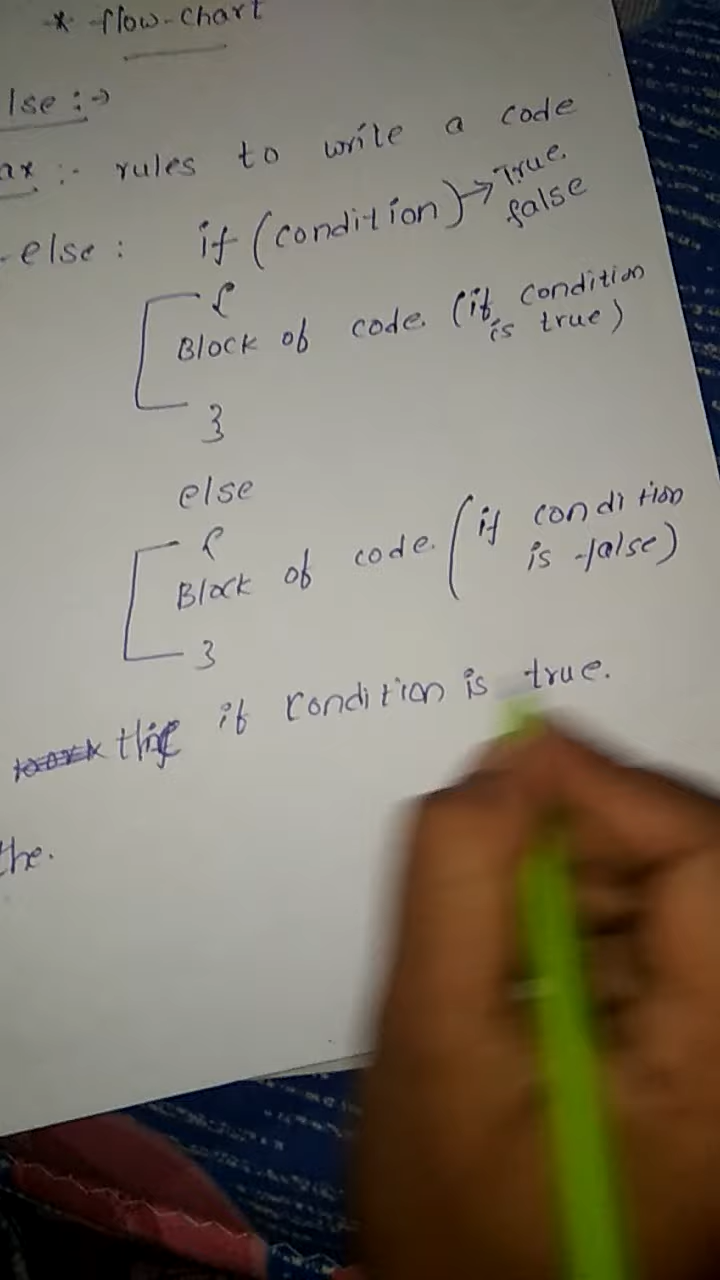 * flow-chart
lse :→
ax :- rules to write a code
-else : if (condition) → True
false
{
Block of code. (if condition
is true)
}
else
{
Block of code. (if condition
is false)
}
if condition is true.
the.